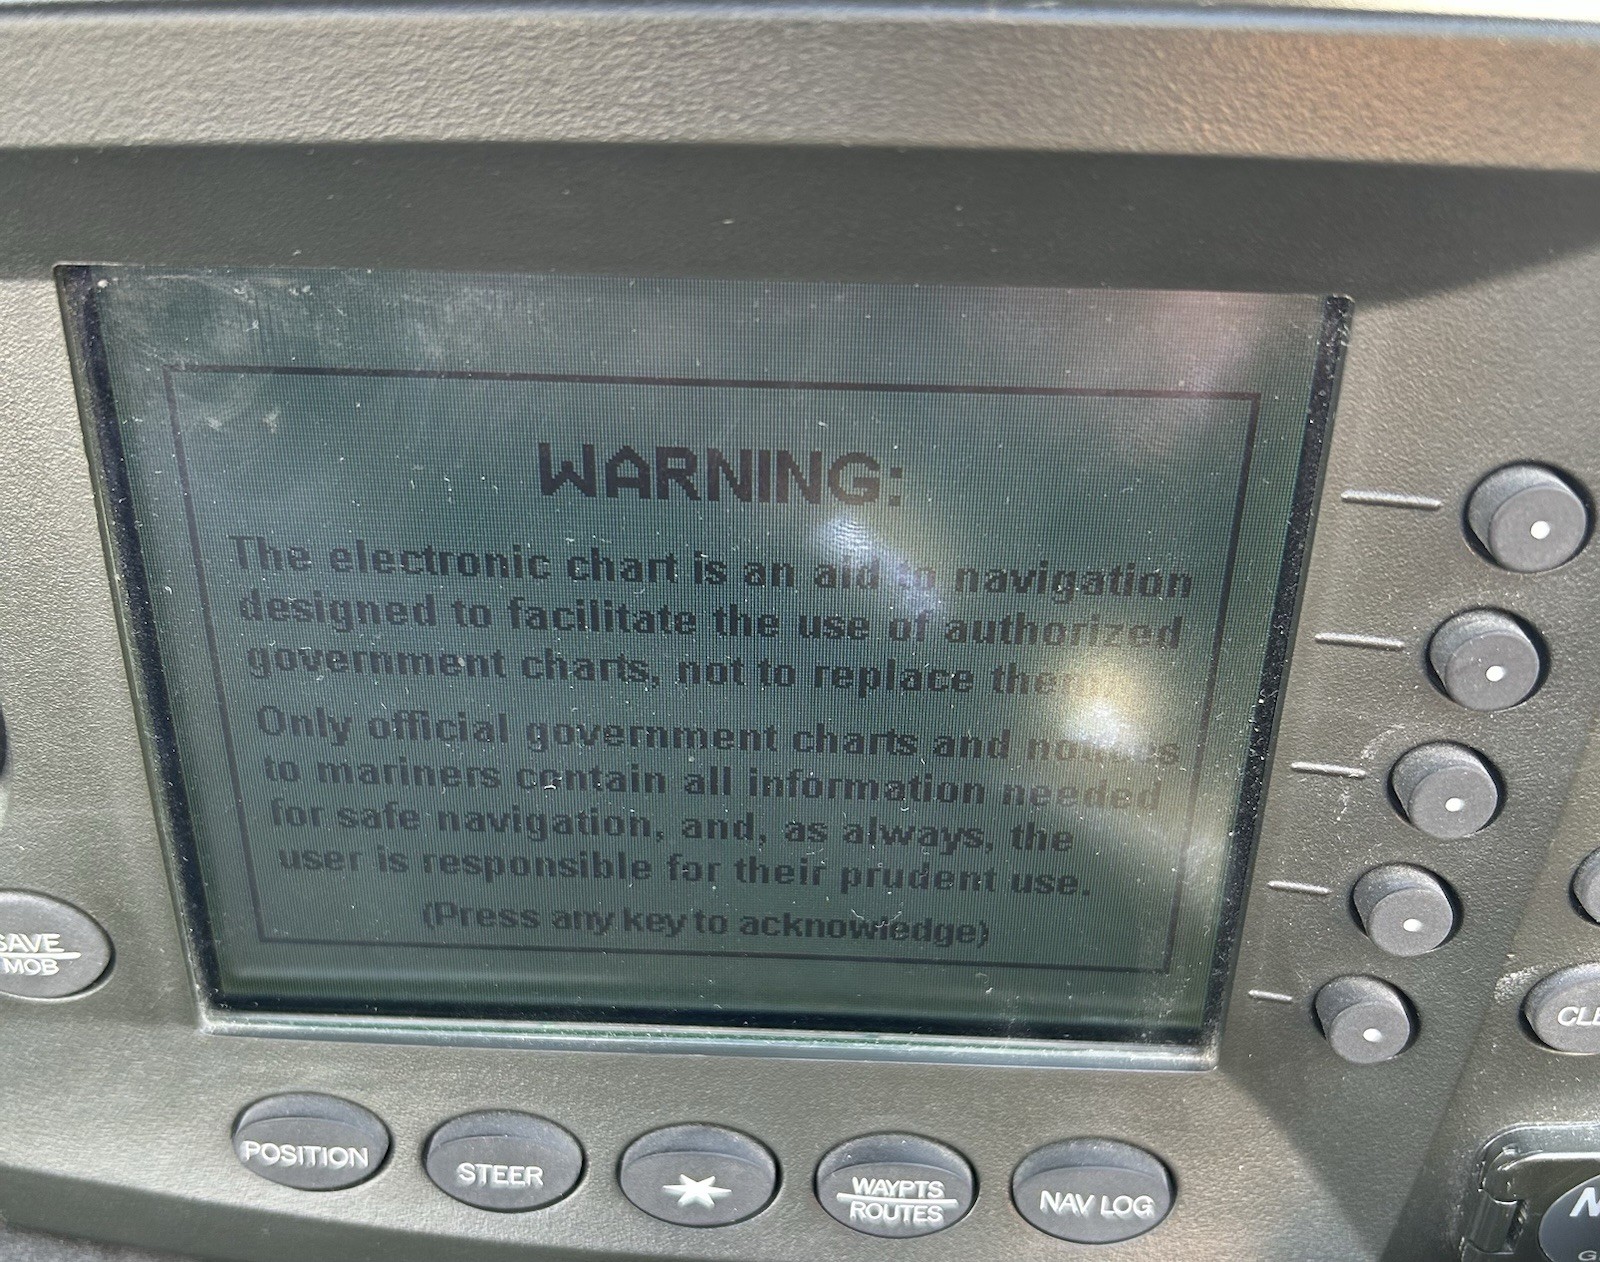 WARNING:
The electronic chart is an aid to navigation
designed to facilitate the use of authorized
government charts, not to replace
Only official government charts and notices
to mariners contain all information needed
for safe navigation, and, as always, the
user is responsible for their prudent use.
(Press any key to acknowledge)
SAVE
MOB
POSITION
STEER
WAYPTS
ROUTES
NAV LOG